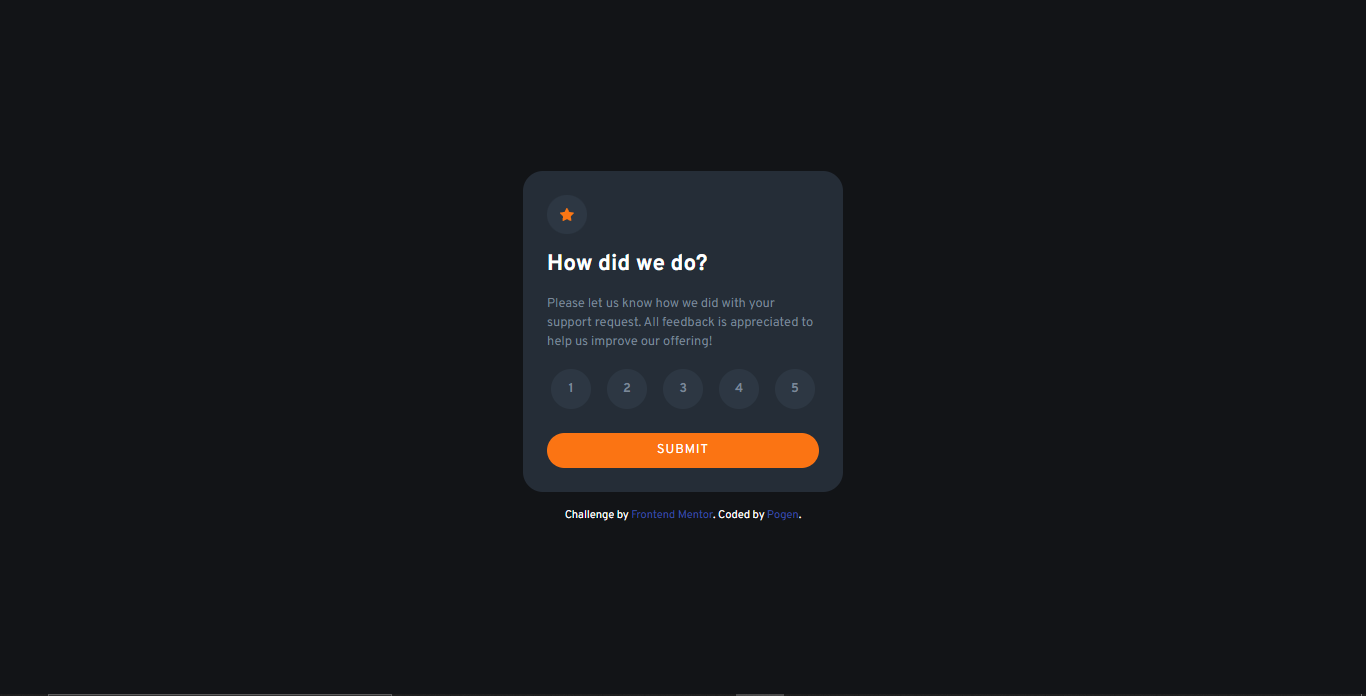 How did we do?
Please let us know how we did with your
support request. All feedback is appreciated to
help us improve our offering!
1 2 3 4 5
SUBMIT
Challenge by Frontend Mentor. Coded by Pogen.